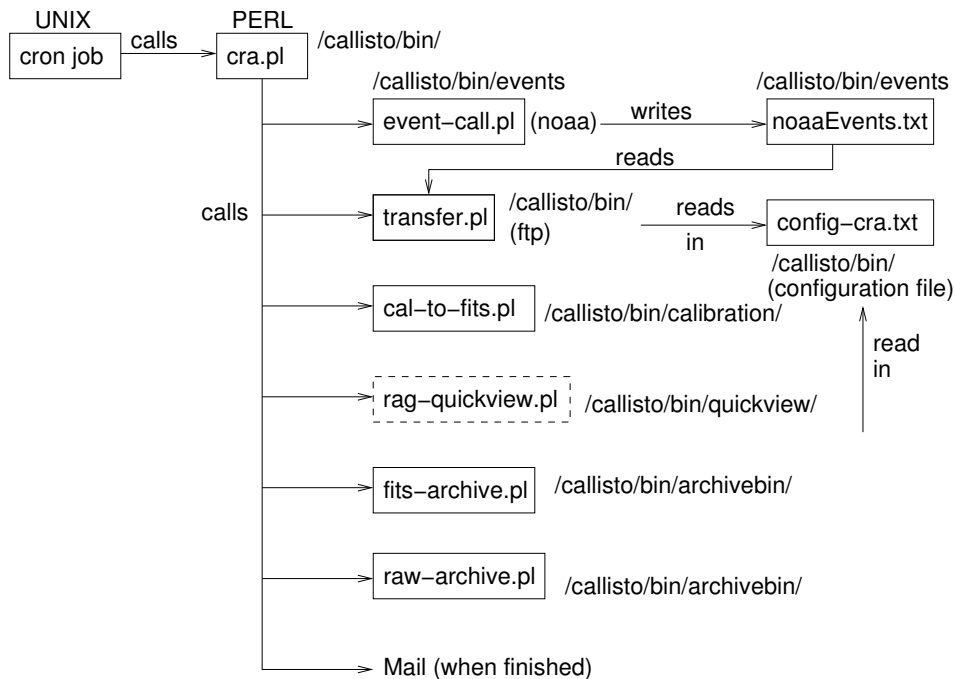 UNIX
PERL
cron job
calls
cra.pl
/callisto/bin/
/callisto/bin/events
/callisto/bin/events
event-call.pl
(noaa)
writes
noaaEvents.txt
reads
calls
transfer.pl
/callisto/bin/
(ftp)
reads
in
config-cra.txt
/callisto/bin/
(configuration file)
cal-to-fits.pl
/callisto/bin/calibration/
read
in
rag-quickview.pl
/callisto/bin/quickview/
fits-archive.pl
/callisto/bin/archivebin/
raw-archive.pl
/callisto/bin/archivebin/
Mail (when finished)